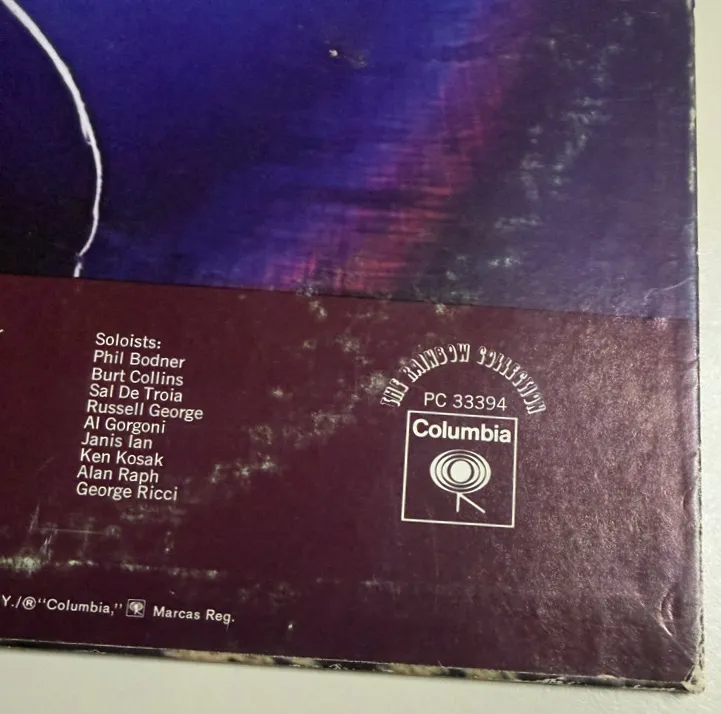 Soloists:
Phil Bodner
Burt Collins
Sal De Troia
Russell George
Al Gorgoni
Janis Ian
Ken Kosak
Alan Raph
George Ricci
THE RAINBOW COLLECTION
PC 33394
Columbia
Y./®"Columbia," Marcas Reg.